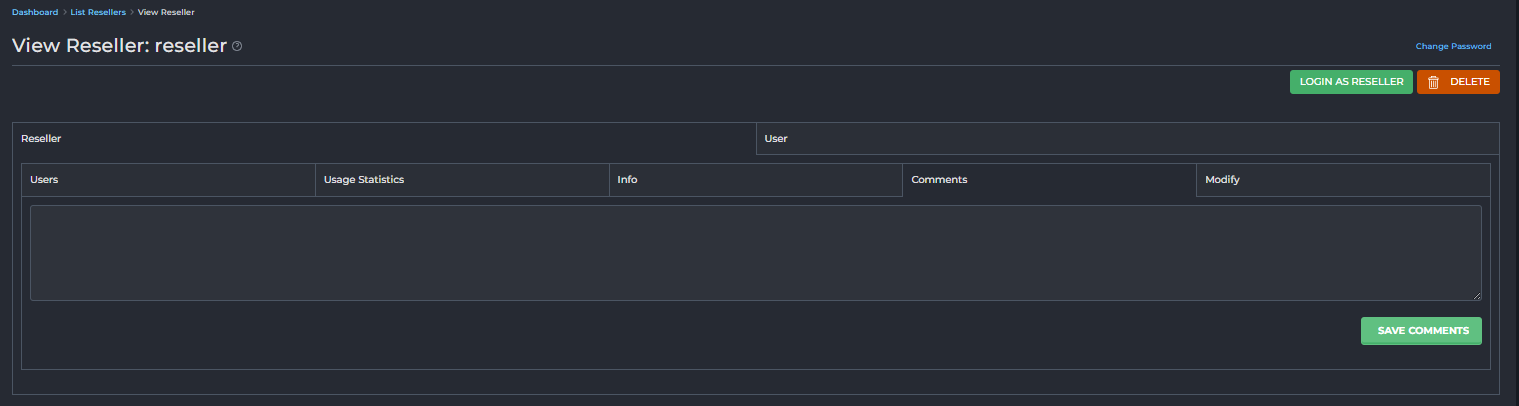 Dashboard > List Resellers > View Reseller
View Reseller: reseller
Change Password
LOGIN AS RESELLER DELETE
Reseller User
Users Usage Statistics Info Comments Modify
SAVE COMMENTS